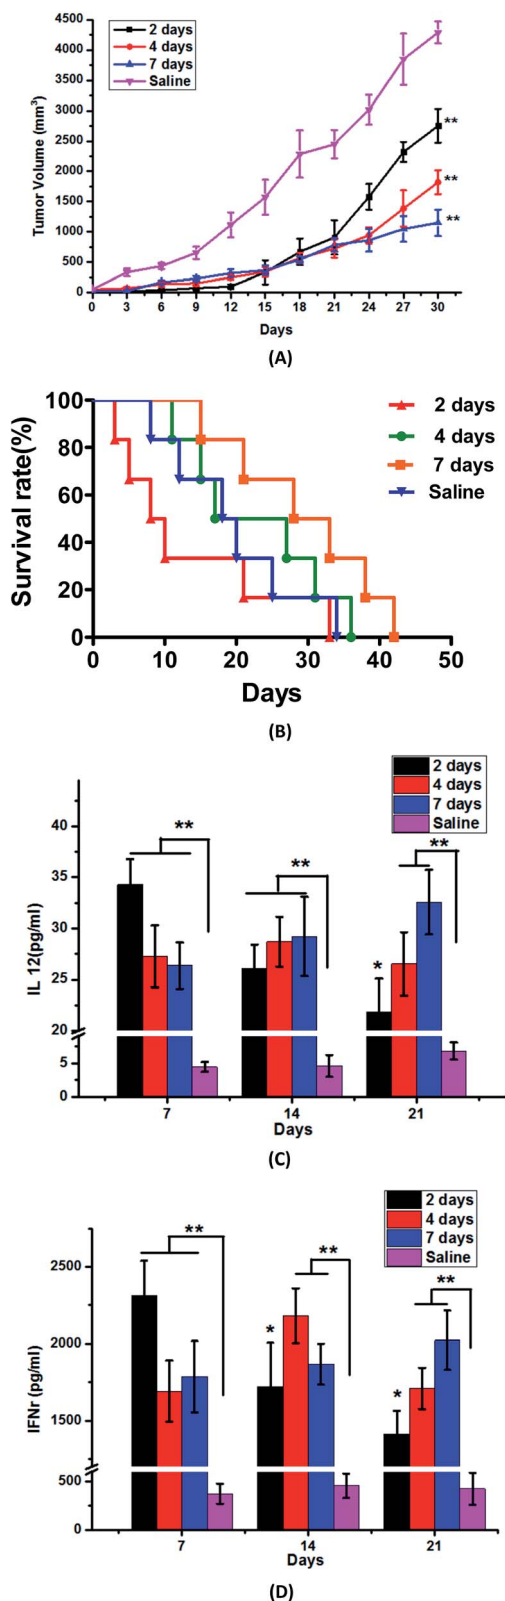 4500
4000
3500
3000
2500
2000
1500
1000
500
0
Tumor Volume (mm³)
2 days
4 days
7 days
Saline
**
**
**
0 3 6 9 12 15 18 21 24 27 30
Days
(A)
100
80
60
40
20
0
Survival rate(%)
2 days
4 days
7 days
Saline
0 10 20 30 40 50
Days
(B)
2 days
4 days
7 days
Saline
40
35
30
25
20
5
0
IL 12(pg/ml)
**
**
**
*
7 14 21
Days
(C)
2 days
4 days
7 days
Saline
2500
2000
1500
500
0
IFNr (pg/ml)
**
**
**
*
*
7 14 21
Days
(D)